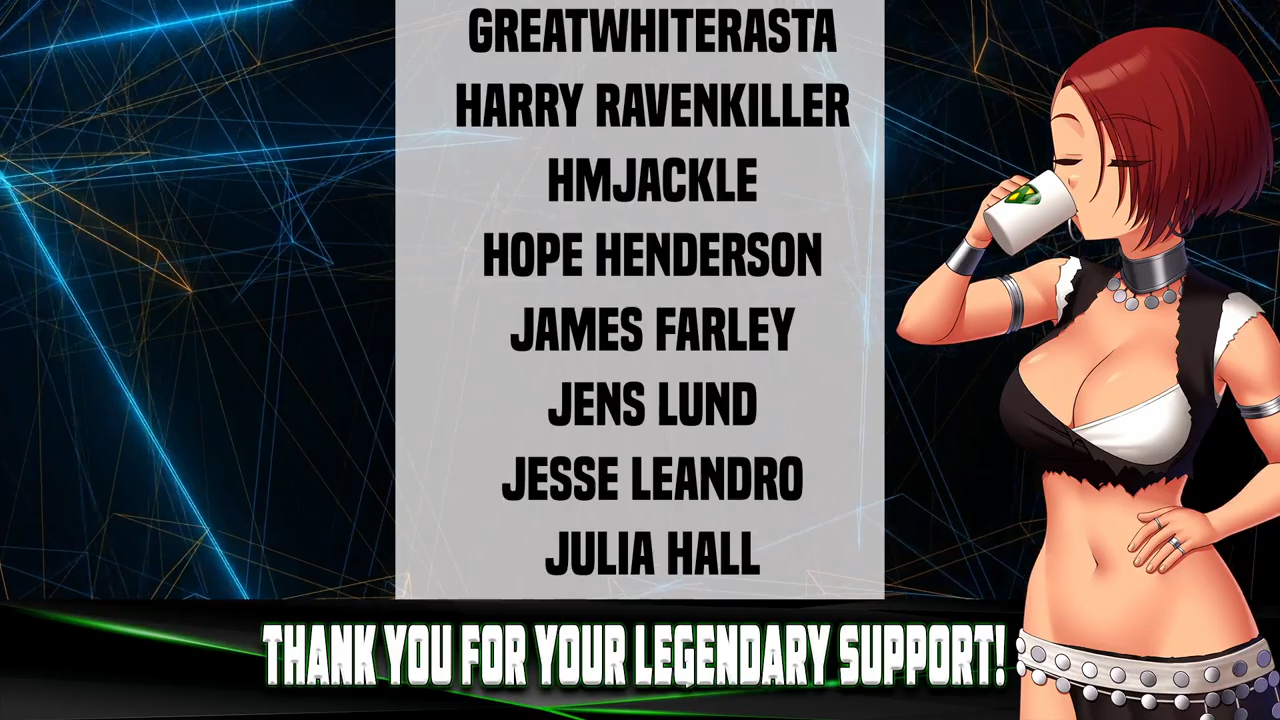 GREATWHITERASTA
HARRY RAVENKILLER
HMJACKLE
HOPE HENDERSON
JAMES FARLEY
JENS LUND
JESSE LEANDRO
JULIA HALL
THANK YOU FOR YOUR LEGENDARY SUPPORT!